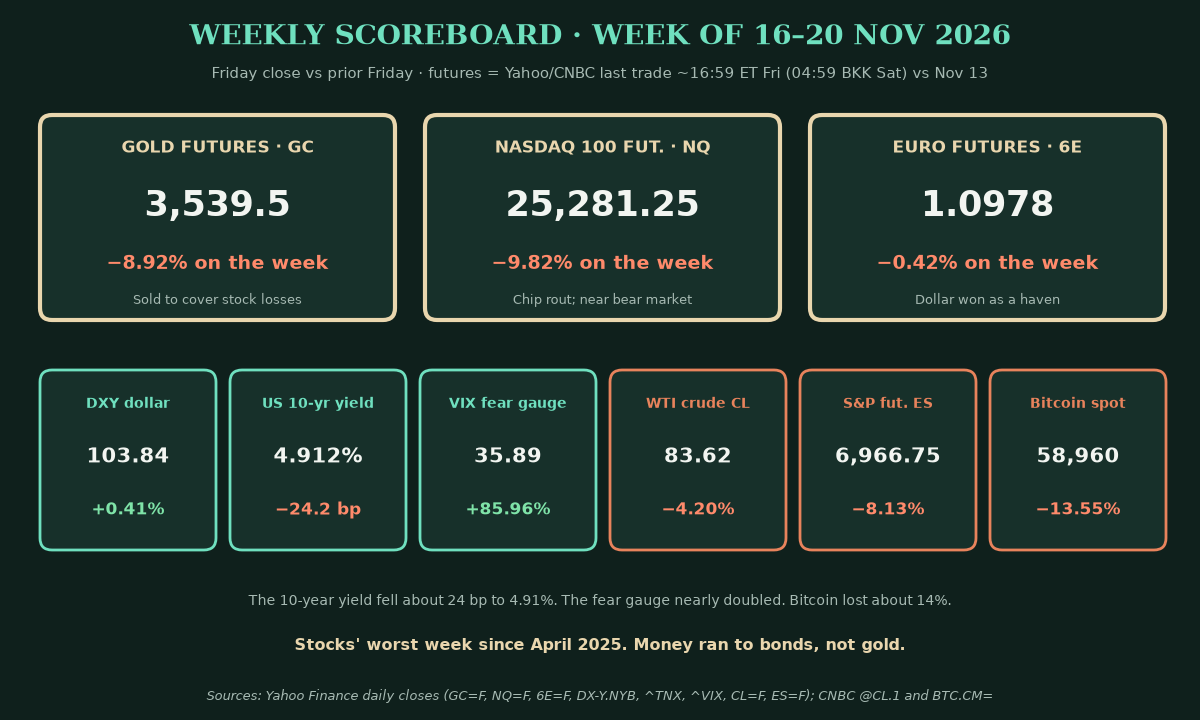 WEEKLY SCOREBOARD · WEEK OF 16–20 NOV 2026
Friday close vs prior Friday · futures = Yahoo/CNBC last trade ~16:59 ET Fri (04:59 BKK Sat) vs Nov 13
GOLD FUTURES · GC
3,539.5
−8.92% on the week
Sold to cover stock losses
NASDAQ 100 FUT. · NQ
25,281.25
−9.82% on the week
Chip rout; near bear market
EURO FUTURES · 6E
1.0978
−0.42% on the week
Dollar won as a haven
DXY dollar
103.84
+0.41%
US 10-yr yield
4.912%
−24.2 bp
VIX fear gauge
35.89
+85.96%
WTI crude CL
83.62
−4.20%
S&P fut. ES
6,966.75
−8.13%
Bitcoin spot
58,960
−13.55%
The 10-year yield fell about 24 bp to 4.91%. The fear gauge nearly doubled. Bitcoin lost about 14%.
Stocks' worst week since April 2025. Money ran to bonds, not gold.
Sources: Yahoo Finance daily closes (GC=F, NQ=F, 6E=F, DX-Y.NYB, ^TNX, ^VIX, CL=F, ES=F); CNBC @CL.1 and BTC.CM=